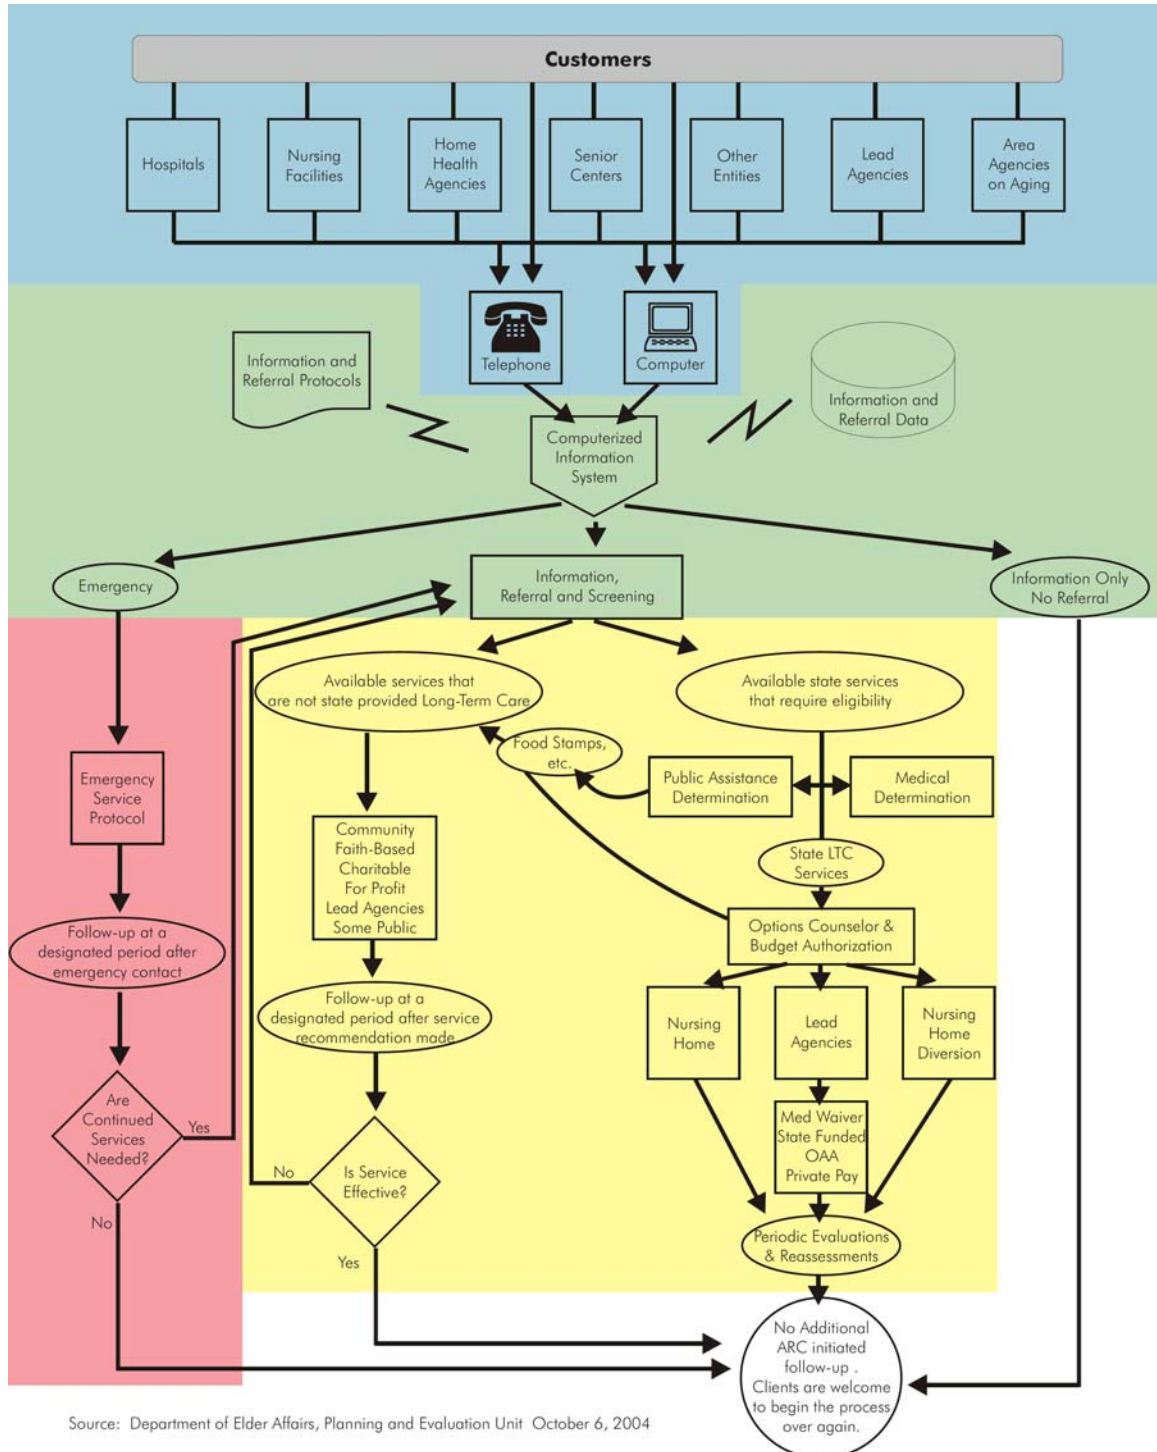 Customers
Hospitals
Nursing
Facilities
Home
Health
Agencies
Senior
Centers
Other
Entities
Lead
Agencies
Area
Agencies
on Aging
Telephone
Computer
Information and
Referral Protocols
Information and
Referral Data
Computerized
Information
System
Emergency
Information,
Referral and Screening
Information Only
No Referral
Available services that
are not state provided Long-Term Care
Available state services
that require eligibility
Food Stamps,
etc.
Public Assistance
Determination
Medical
Determination
Emergency
Service
Protocol
Community
Faith-Based
Charitable
For Profit
Lead Agencies
Some Public
State LTC
Services
Options Counselor &
Budget Authorization
Follow-up at a
designated period after
emergency contact
Follow-up at a
designated period after service
recommendation made
Nursing
Home
Lead
Agencies
Nursing
Home
Diversion
Are
Continued
Services
Needed?
Yes
No
Is Service
Effective?
No
Yes
Med Waiver
State Funded
OAA
Private Pay
Periodic Evaluations
& Reassessments
No Additional
ARC initiated
follow-up .
Clients are welcome
to begin the process
over again.
Source: Department of Elder Affairs, Planning and Evaluation Unit October 6, 2004